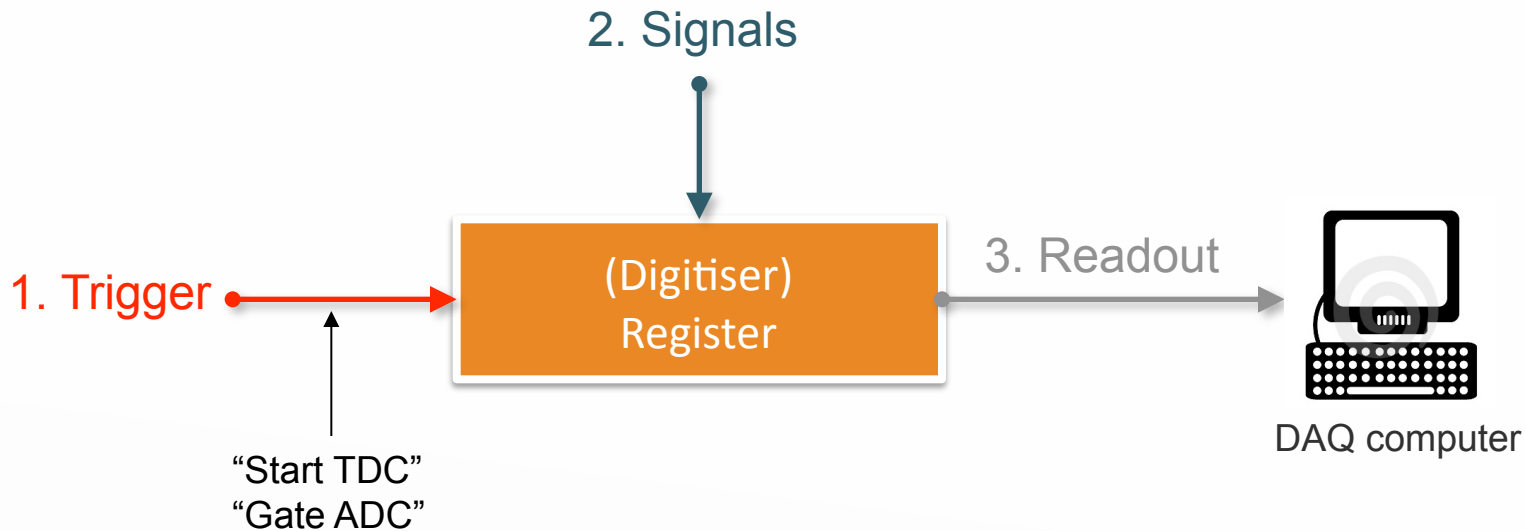 2. Signals
1. Trigger
(Digitiser)
Register
3. Readout
DAQ computer
“Start TDC”
“Gate ADC”